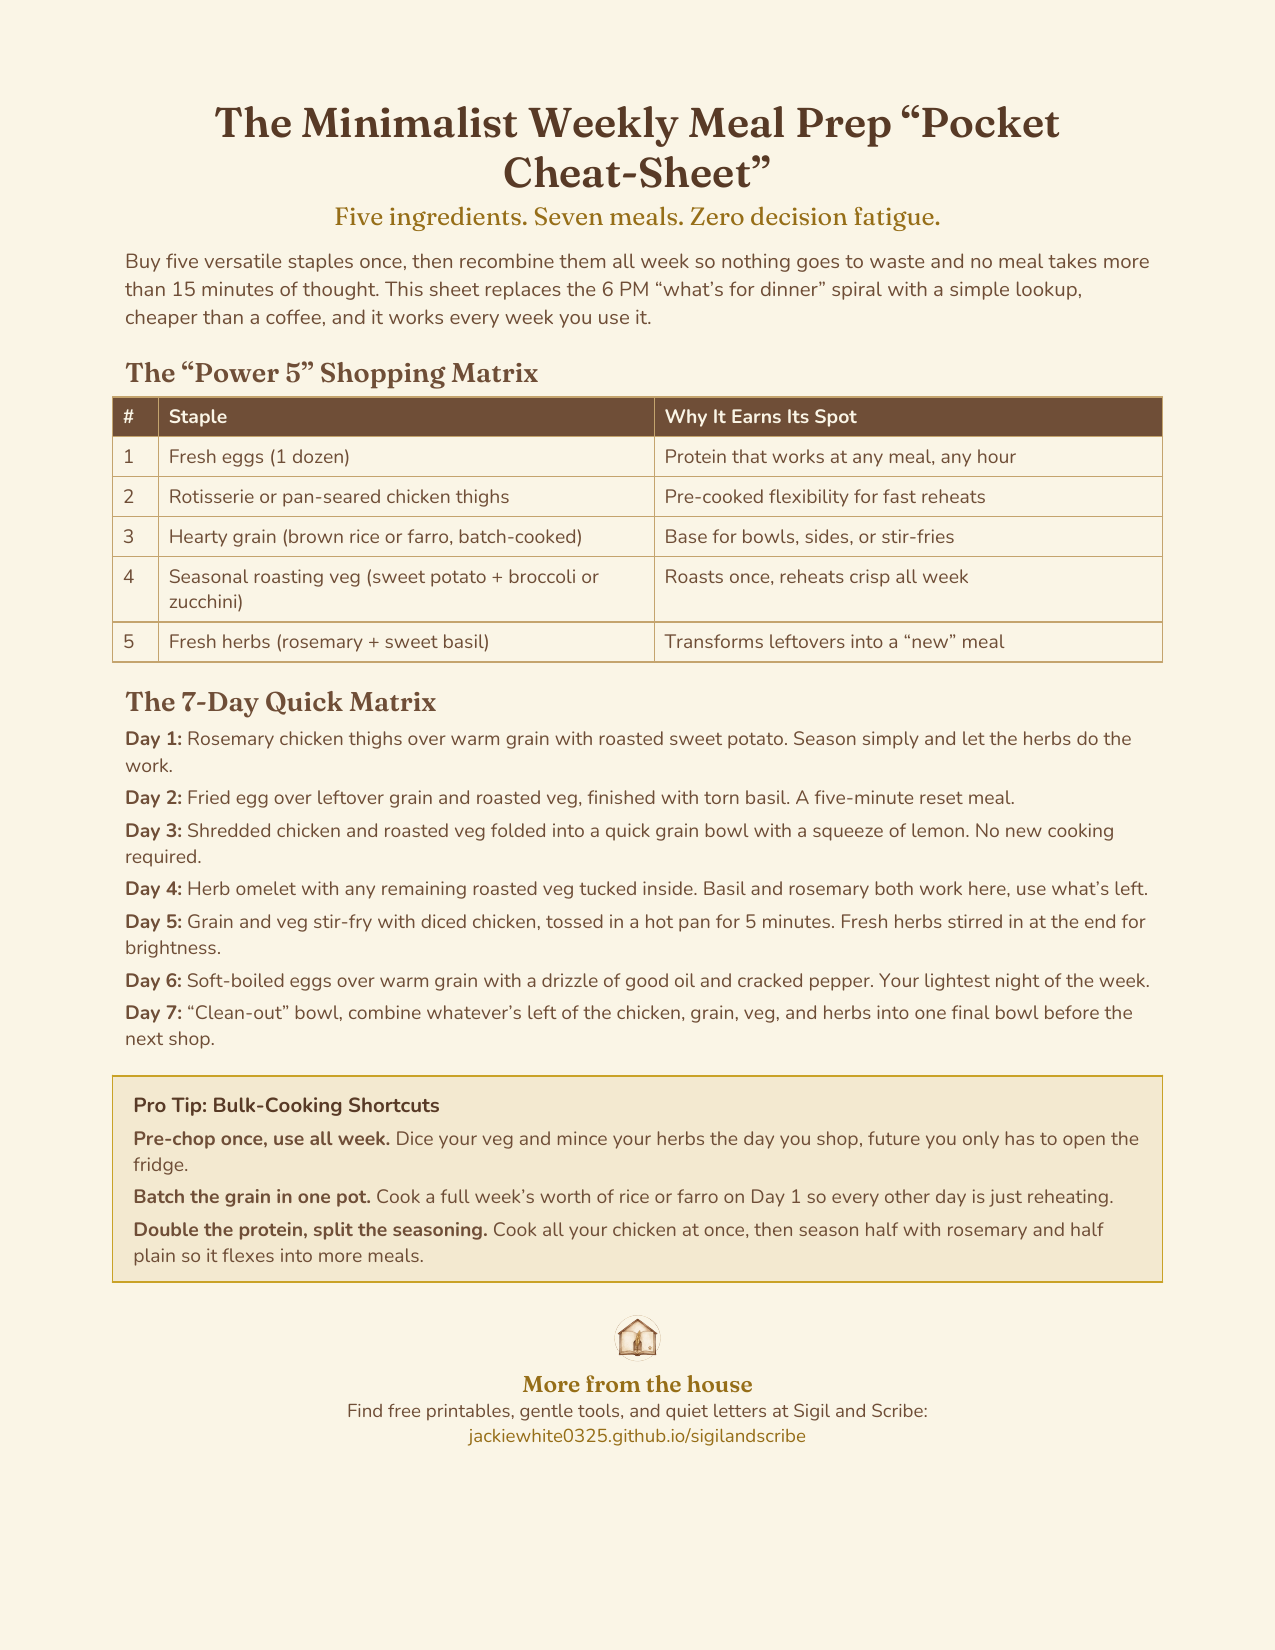 The Minimalist Weekly Meal Prep “Pocket
Cheat-Sheet”
Five ingredients. Seven meals. Zero decision fatigue.
Buy five versatile staples once, then recombine them all week so nothing goes to waste and no meal takes more
than 15 minutes of thought. This sheet replaces the 6 PM “what’s for dinner” spiral with a simple lookup,
cheaper than a coffee, and it works every week you use it.
The “Power 5” Shopping Matrix
# Staple Why It Earns Its Spot
1 Fresh eggs (1 dozen) Protein that works at any meal, any hour
2 Rotisserie or pan-seared chicken thighs Pre-cooked flexibility for fast reheats
3 Hearty grain (brown rice or farro, batch-cooked) Base for bowls, sides, or stir-fries
4 Seasonal roasting veg (sweet potato + broccoli or Roasts once, reheats crisp all week
zucchini)
5 Fresh herbs (rosemary + sweet basil) Transforms leftovers into a “new” meal
The 7-Day Quick Matrix
Day 1: Rosemary chicken thighs over warm grain with roasted sweet potato. Season simply and let the herbs do the
work.
Day 2: Fried egg over leftover grain and roasted veg, finished with torn basil. A five-minute reset meal.
Day 3: Shredded chicken and roasted veg folded into a quick grain bowl with a squeeze of lemon. No new cooking
required.
Day 4: Herb omelet with any remaining roasted veg tucked inside. Basil and rosemary both work here, use what’s left.
Day 5: Grain and veg stir-fry with diced chicken, tossed in a hot pan for 5 minutes. Fresh herbs stirred in at the end for
brightness.
Day 6: Soft-boiled eggs over warm grain with a drizzle of good oil and cracked pepper. Your lightest night of the week.
Day 7: “Clean-out” bowl, combine whatever’s left of the chicken, grain, veg, and herbs into one final bowl before the
next shop.
Pro Tip: Bulk-Cooking Shortcuts
Pre-chop once, use all week. Dice your veg and mince your herbs the day you shop, future you only has to open the
fridge.
Batch the grain in one pot. Cook a full week’s worth of rice or farro on Day 1 so every other day is just reheating.
Double the protein, split the seasoning. Cook all your chicken at once, then season half with rosemary and half
plain so it flexes into more meals.
More from the house
Find free printables, gentle tools, and quiet letters at Sigil and Scribe:
jackiewhite0325.github.io/sigilandscribe